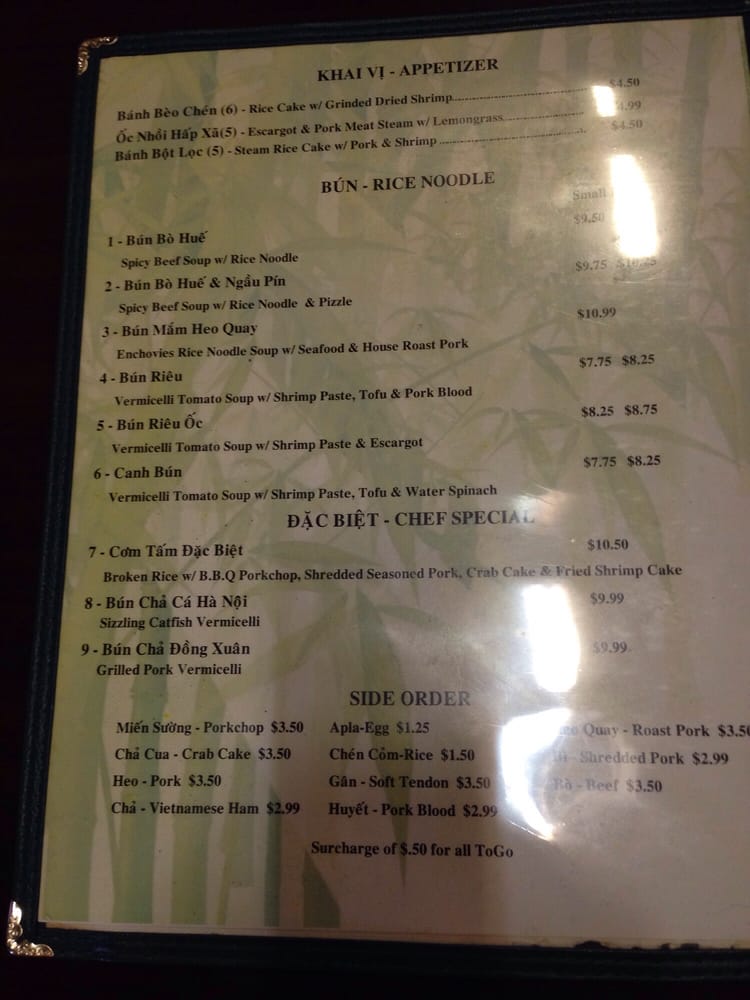 KHAI VỊ - APPETIZER
Bánh Bèo Chén (6) - Rice Cake w/ Grinded Dried Shrimp.......... $4.50
Ốc Nhồi Hấp Xã(5) - Escargot & Pork Meat Steam w/ Lemongrass.......... .99
Bánh Bột Lọc (5) - Steam Rice Cake w/ Pork & Shrimp .......... $4.50
BÚN - RICE NOODLE
Small
1 - Bún Bò Huế $9.50
Spicy Beef Soup w/ Rice Noodle
2 - Bún Bò Huế & Ngầu Pín $9.75 $10.25
Spicy Beef Soup w/ Rice Noodle & Pizzle
3 - Bún Mắm Heo Quay $10.99
Enchovies Rice Noodle Soup w/ Seafood & House Roast Pork
4 - Bún Riêu $7.75 $8.25
Vermicelli Tomato Soup w/ Shrimp Paste, Tofu & Pork Blood
5 - Bún Riêu Ốc $8.25 $8.75
Vermicelli Tomato Soup w/ Shrimp Paste & Escargot
6 - Canh Bún $7.75 $8.25
Vermicelli Tomato Soup w/ Shrimp Paste, Tofu & Water Spinach
ĐẶC BIỆT - CHEF SPECIAL
7 - Cơm Tấm Đặc Biệt $10.50
Broken Rice w/ B.B.Q Porkchop, Shredded Seasoned Pork, Crab Cake & Fried Shrimp Cake
8 - Bún Chả Cá Hà Nội $9.99
Sizzling Catfish Vermicelli
9 - Bún Chả Đồng Xuân $9.99
Grilled Pork Vermicelli
SIDE ORDER
Miến Sường - Porkchop $3.50 Apla-Egg $1.25 Quay - Roast Pork $3.50
Chả Cua - Crab Cake $3.50 Chén Cỏm-Rice $1.50 Bì - Shredded Pork $2.99
Heo - Pork $3.50 Gân - Soft Tendon $3.50 Bò - Beef $3.50
Chả - Vietnamese Ham $2.99 Huyết - Pork Blood $2.99
Surcharge of $.50 for all ToGo